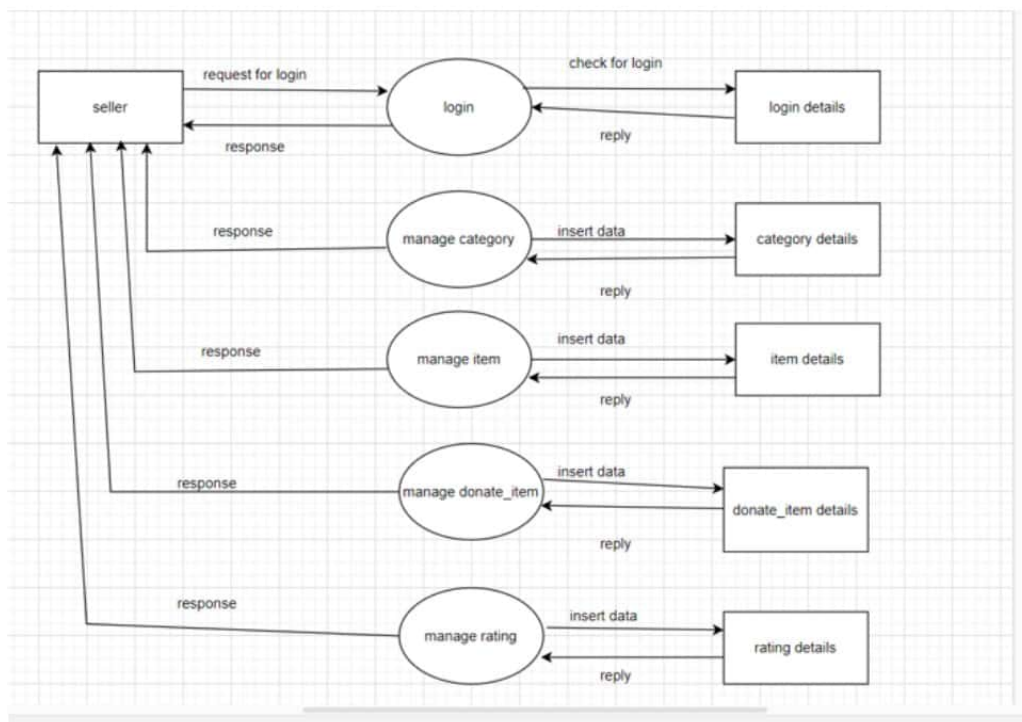 check for login
request for login
seller
login
login details
reply
response
response
manage category
insert data
category details
reply
insert data
response
manage item
item details
reply
insert data
response
manage donate_item
donate_item details
reply
response
insert data
manage rating
rating details
reply